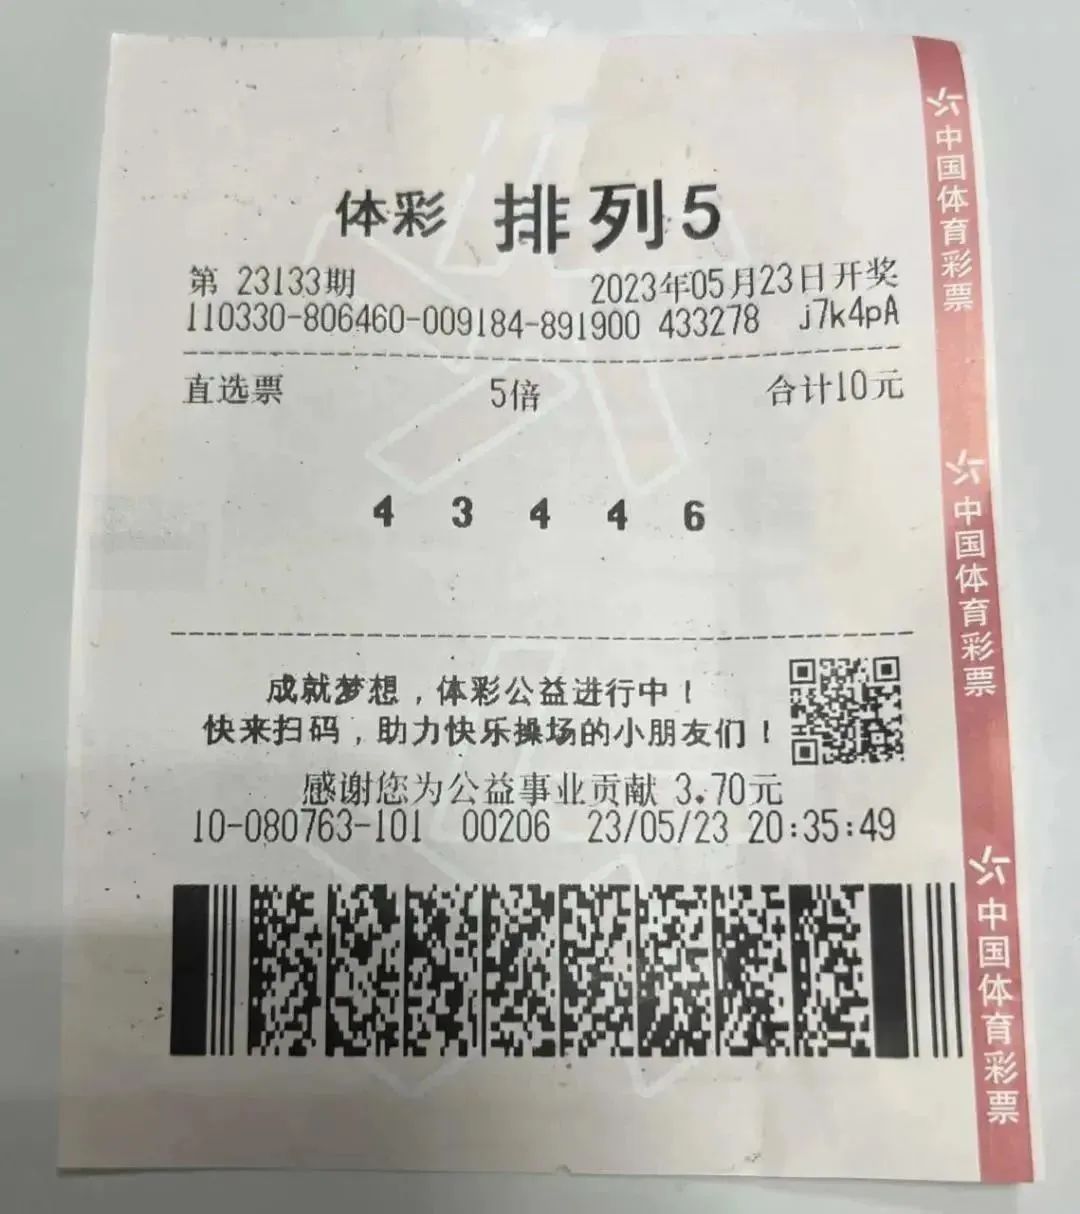 体彩 排列5
第 23133期 2023年05月23日开奖
110330-806460-009184-891900 433278 j7k4pA
直选票 5倍 合计10元
4 3 4 4 6
成就梦想，体彩公益进行中！
快来扫码，助力快乐操场的小朋友们！
感谢您为公益事业贡献 3.70元
10-080763-101 00206 23/05/23 20:35:49
中国体育彩票
中国体育彩票
中国体育彩票